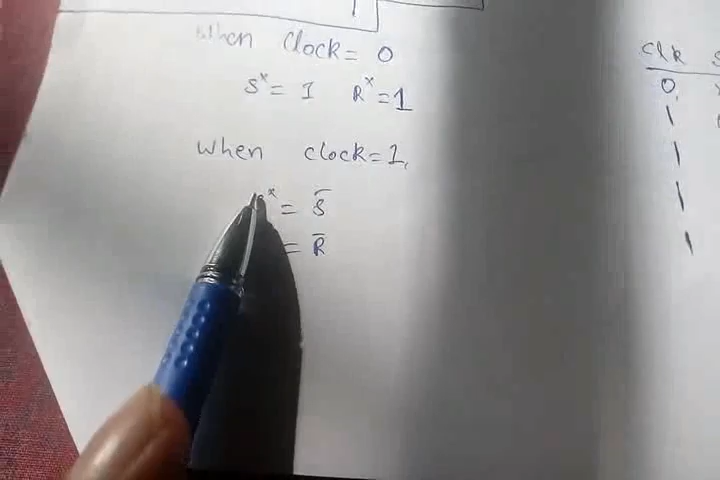 when clock = 0
S* = 1 R* = 1
when clock = 1,
* = S̅
= R̅
Clk S
0,
1
1
1
1